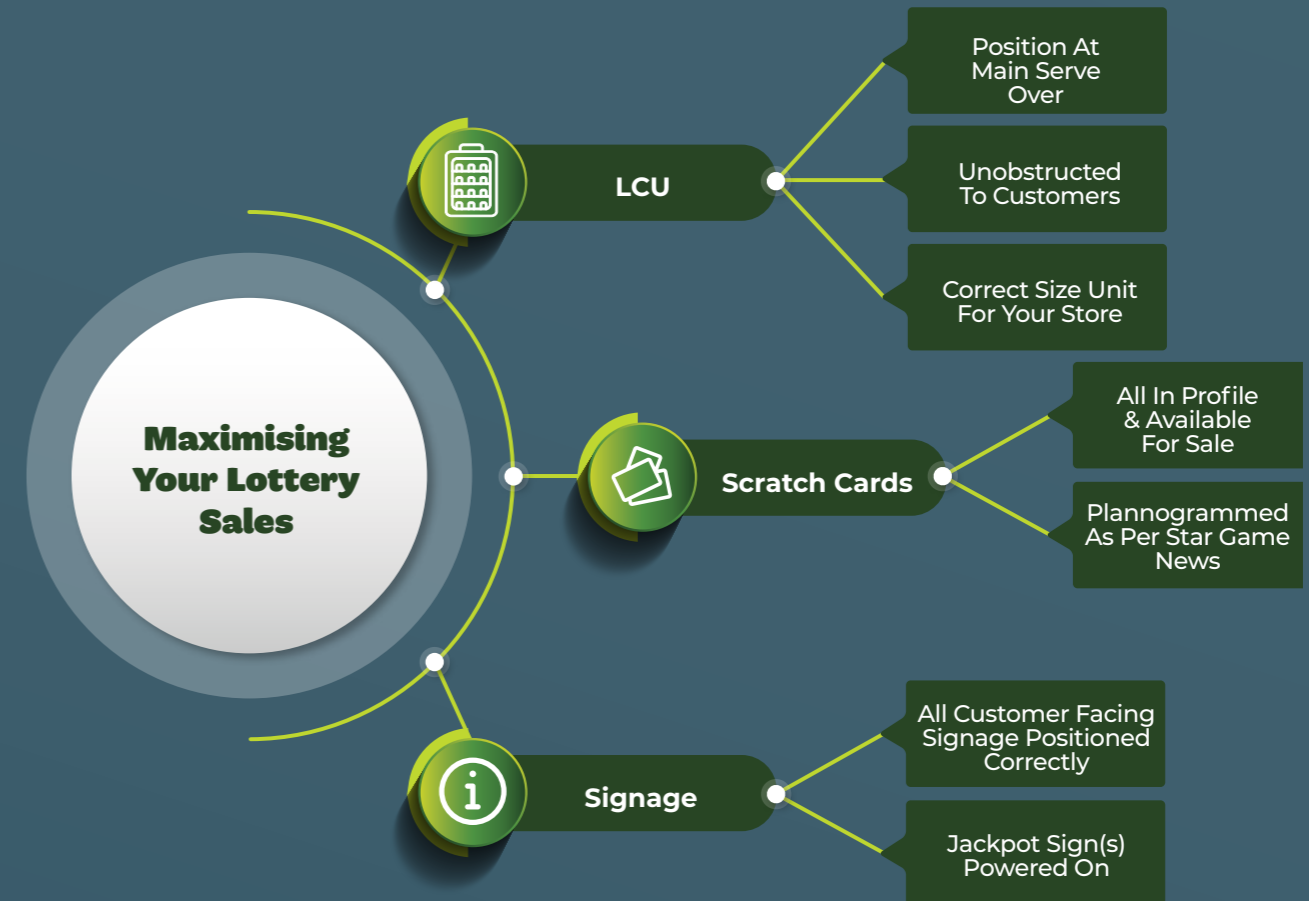 Maximising
Your Lottery
Sales
LCU
Position At
Main Serve
Over
Unobstructed
To Customers
Correct Size Unit
For Your Store
Scratch Cards
All In Profile
& Available
For Sale
Plannogrammed
As Per Star Game
News
Signage
All Customer Facing
Signage Positioned
Correctly
Jackpot Sign(s)
Powered On